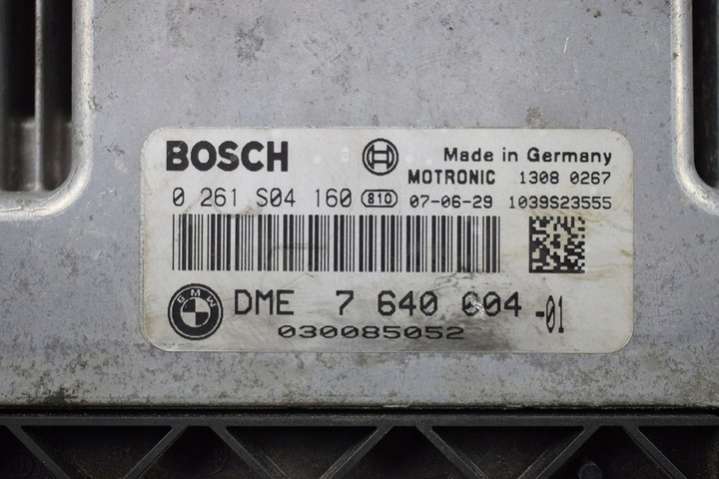 BOSCH Made in Germany
MOTRONIC 1308 0267
0 261 S04 160 810 07-06-29 1039S23555
BMW DME 7 640 604 -01
030085052